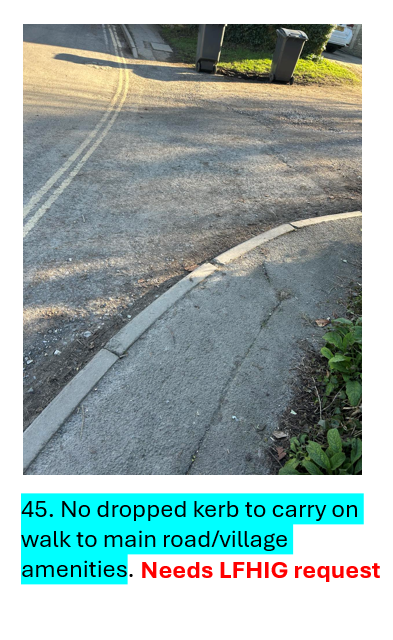 45. No dropped kerb to carry on
walk to main road/village
amenities. Needs LFHIG request